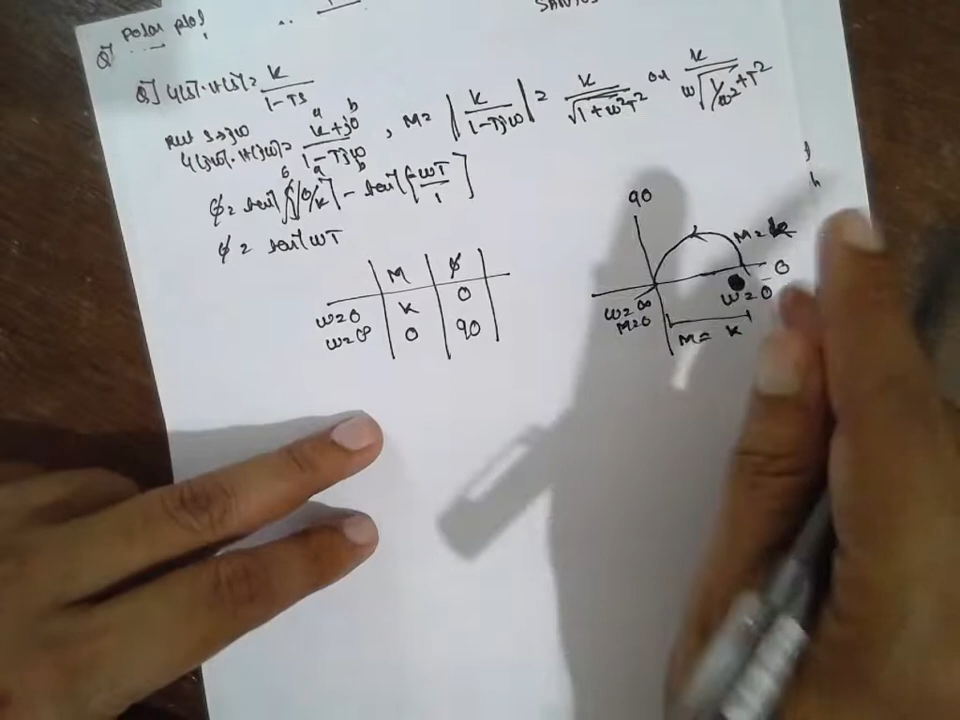 Q] Polar plot
SANTOS
Q] G(s)·H(s) = K / 1-TS
Put S→jω
G(jω)·H(jω) = K+j0 / 1-Tjω , M = |K / 1-Tjω| = K / √1+ω²T² or K / ω√1/ω²+T²
a b
a b
φ = tan⁻¹[0/K] - tan⁻¹[-ωT/1]
φ = tan⁻¹ωT
M φ
ω=0 K 0
ω=∞ 0 90
90
M=K
0
ω=0
ω=∞
M=0
M= K